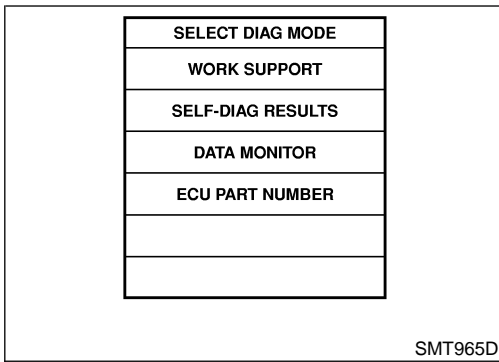 SELECT DIAG MODE
WORK SUPPORT
SELF-DIAG RESULTS
DATA MONITOR
ECU PART NUMBER
SMT965D